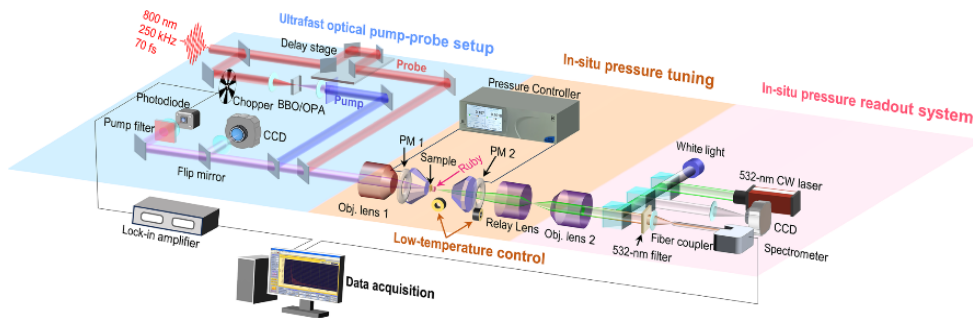 800 nm
250 kHz
70 fs
Ultrafast optical pump-probe setup
Delay stage
Probe
In-situ pressure tuning
Chopper
BBO/OPA
Pump
Pressure Controller
In-situ pressure readout system
Photodiode
CCD
Pump filter
PM 1
Sample
Ruby
PM 2
White light
532-nm CW laser
Flip mirror
Obj. lens 1
Relay Lens
Obj. lens 2
Fiber coupler
CCD
Spectrometer
532-nm filter
Low-temperature control
Lock-in amplifier
Data acquisition